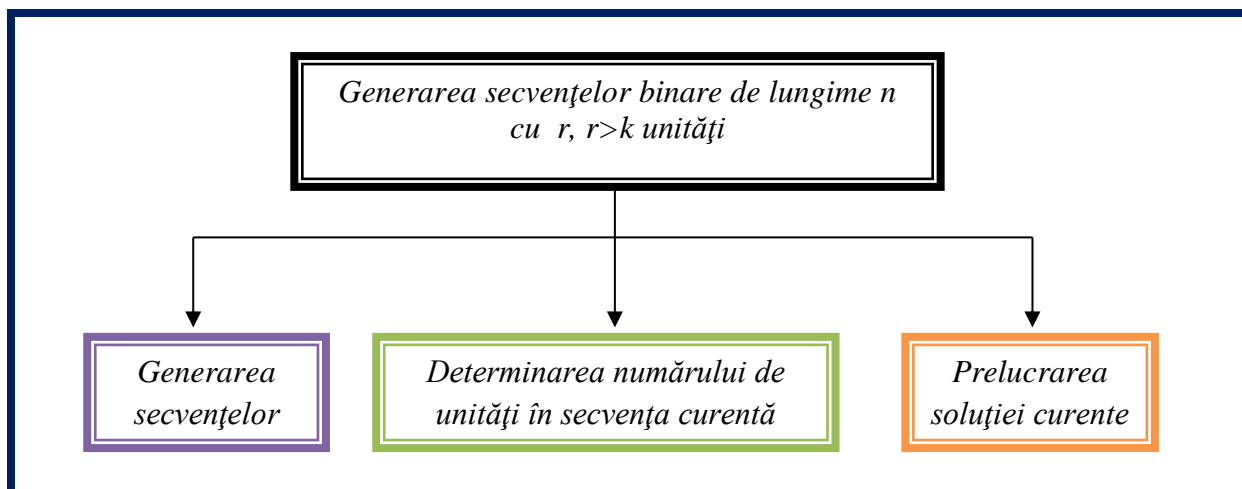 Generarea secvenţelor binare de lungime n
cu r, r>k unităţi
Generarea
secvenţelor
Determinarea numărului de
unităţi în secvenţa curentă
Prelucrarea
soluţiei curente